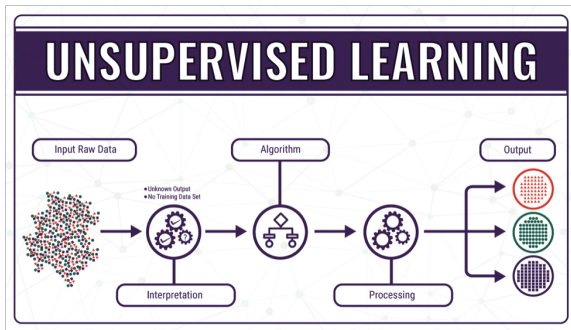 UNSUPERVISED LEARNING
Input Raw Data
Algorithm
Output
• Unknown Output
• No Training Data Set
Interpretation
Processing